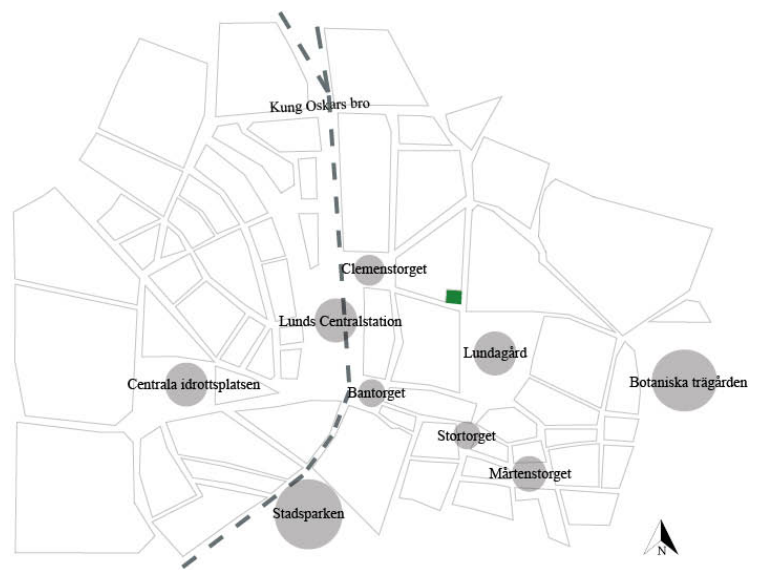 Kung Oskars bro
Clemenstorget
Lunds Centralstation
Lundagård
Centrala idrottsplatsen
Botaniska trägården
Bantorget
Stortorget
Mårtenstorget
Stadsparken
N